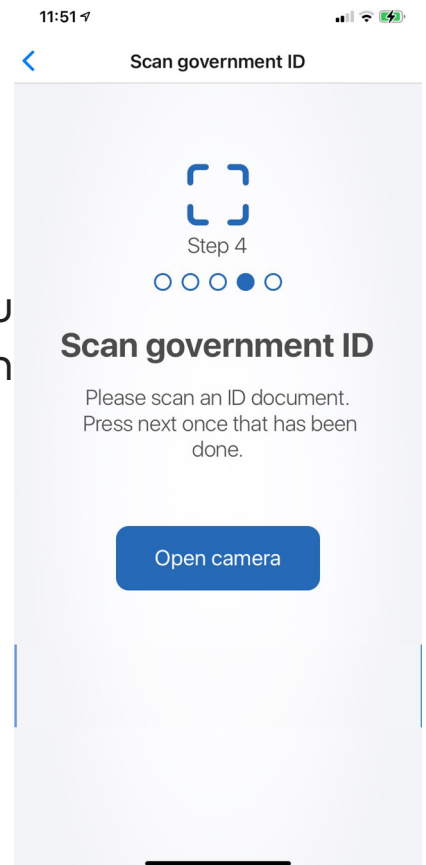 11:51
Scan government ID
Step 4
Scan government ID
Please scan an ID document.
Press next once that has been
done.
Open camera